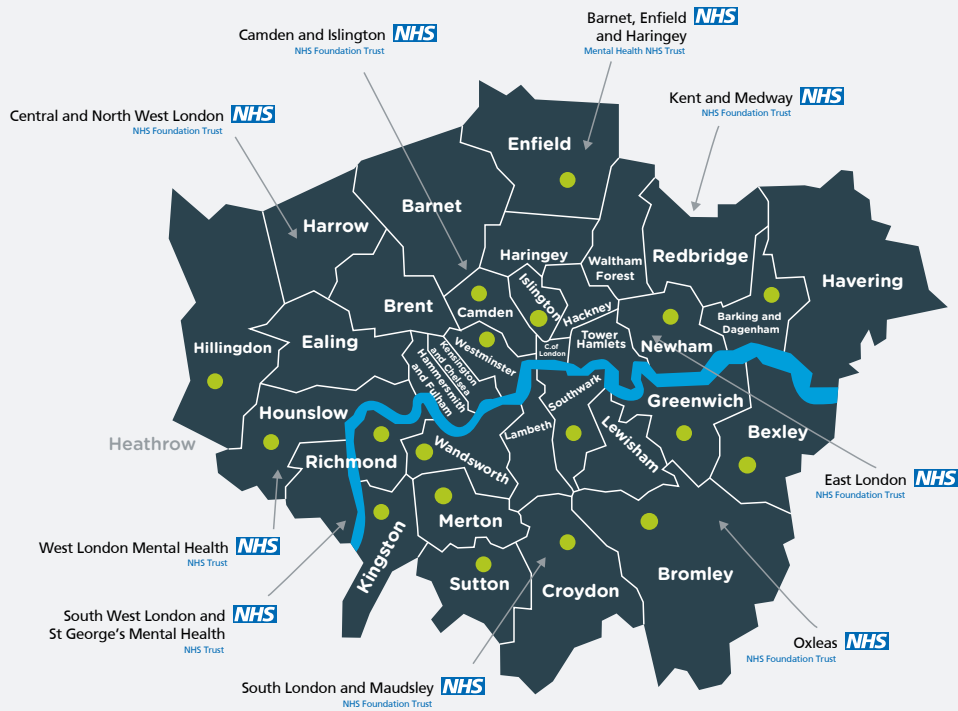 Camden and Islington NHS
NHS Foundation Trust
Barnet, Enfield NHS
and Haringey
Mental Health NHS Trust
Central and North West London NHS
NHS Foundation Trust
Kent and Medway NHS
NHS Foundation Trust
Enfield
Barnet
Harrow
Haringey
Waltham
Forest
Redbridge
Havering
Brent
Camden
Islington
Hackney
Barking and
Dagenham
Hillingdon
Ealing
Westminster
Kensington
and Chelsea
Hammersmith
and Fulham
C.of
London
Tower
Hamlets
Newham
Hounslow
Heathrow
Richmond
Wandsworth
Lambeth
Southwark
Lewisham
Greenwich
Bexley
East London NHS
NHS Foundation Trust
West London Mental Health NHS
NHS Trust
Kingston
Merton
Sutton
Croydon
Bromley
South West London and NHS
St George's Mental Health
NHS Trust
Oxleas NHS
NHS Foundation Trust
South London and Maudsley NHS
NHS Foundation Trust